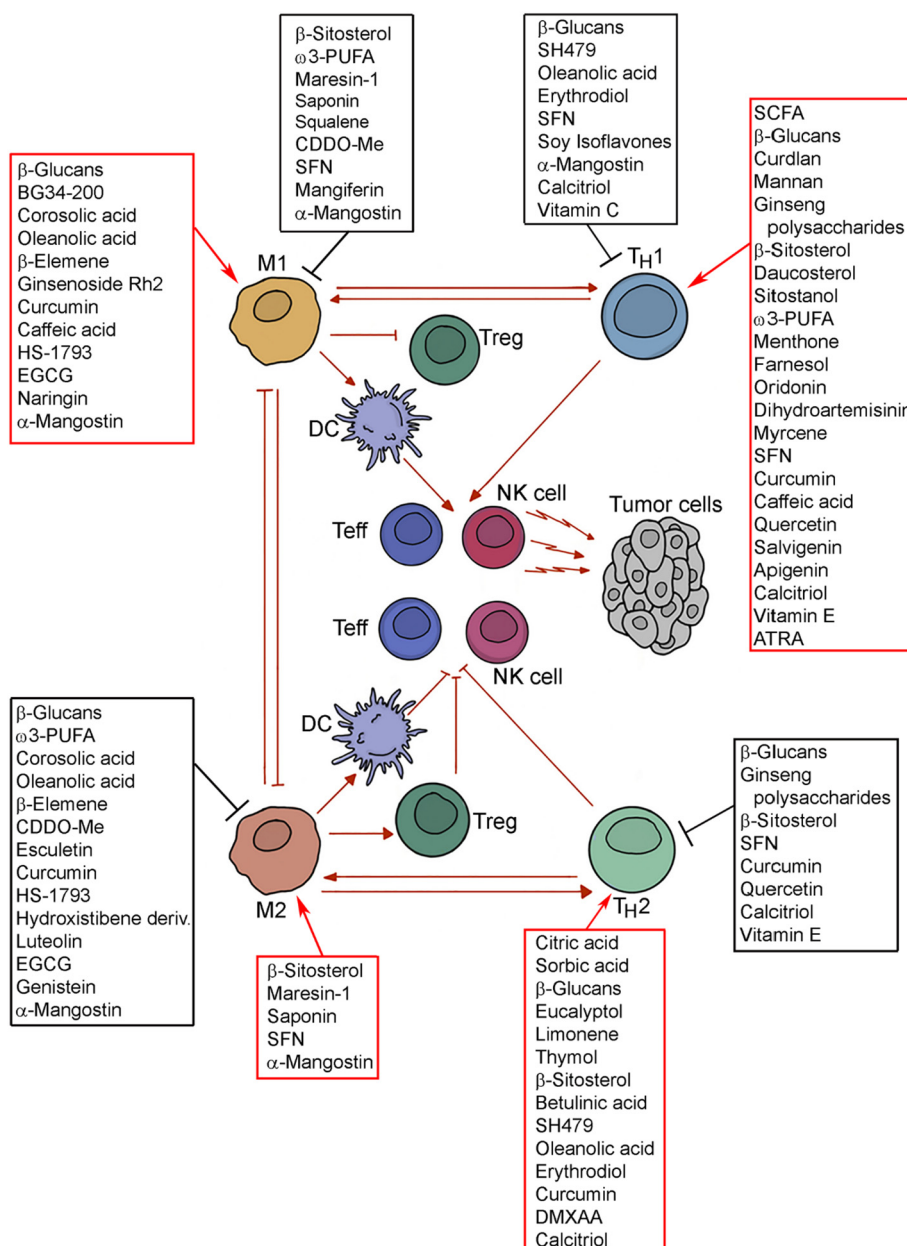 β-Sitosterol
ω3-PUFA
Maresin-1
Saponin
Squalene
CDDO-Me
SFN
Mangiferin
α-Mangostin
β-Glucans
SH479
Oleanolic acid
Erythrodiol
SFN
Soy Isoflavones
α-Mangostin
Calcitriol
Vitamin C
SCFA
β-Glucans
Curdlan
Mannan
Ginseng
polysaccharides
β-Sitosterol
Daucosterol
Sitostanol
ω3-PUFA
Menthone
Farnesol
Oridonin
Dihydroartemisinin
Myrcene
SFN
Curcumin
Caffeic acid
Quercetin
Salvigenin
Apigenin
Calcitriol
Vitamin E
ATRA
β-Glucans
BG34-200
Corosolic acid
Oleanolic acid
β-Elemene
Ginsenoside Rh2
Curcumin
Caffeic acid
HS-1793
EGCG
Naringin
α-Mangostin
M1
TH1
Treg
DC
NK cell
Tumor cells
Teff
Teff
NK cell
DC
Treg
M2
TH2
β-Glucans
ω3-PUFA
Corosolic acid
Oleanolic acid
β-Elemene
CDDO-Me
Esculetin
Curcumin
HS-1793
Hydroxistibene deriv.
Luteolin
EGCG
Genistein
α-Mangostin
β-Sitosterol
Maresin-1
Saponin
SFN
α-Mangostin
β-Glucans
Ginseng
polysaccharides
β-Sitosterol
SFN
Curcumin
Quercetin
Calcitriol
Vitamin E
Citric acid
Sorbic acid
β-Glucans
Eucalyptol
Limonene
Thymol
β-Sitosterol
Betulinic acid
SH479
Oleanolic acid
Erythrodiol
Curcumin
DMXAA
Calcitriol